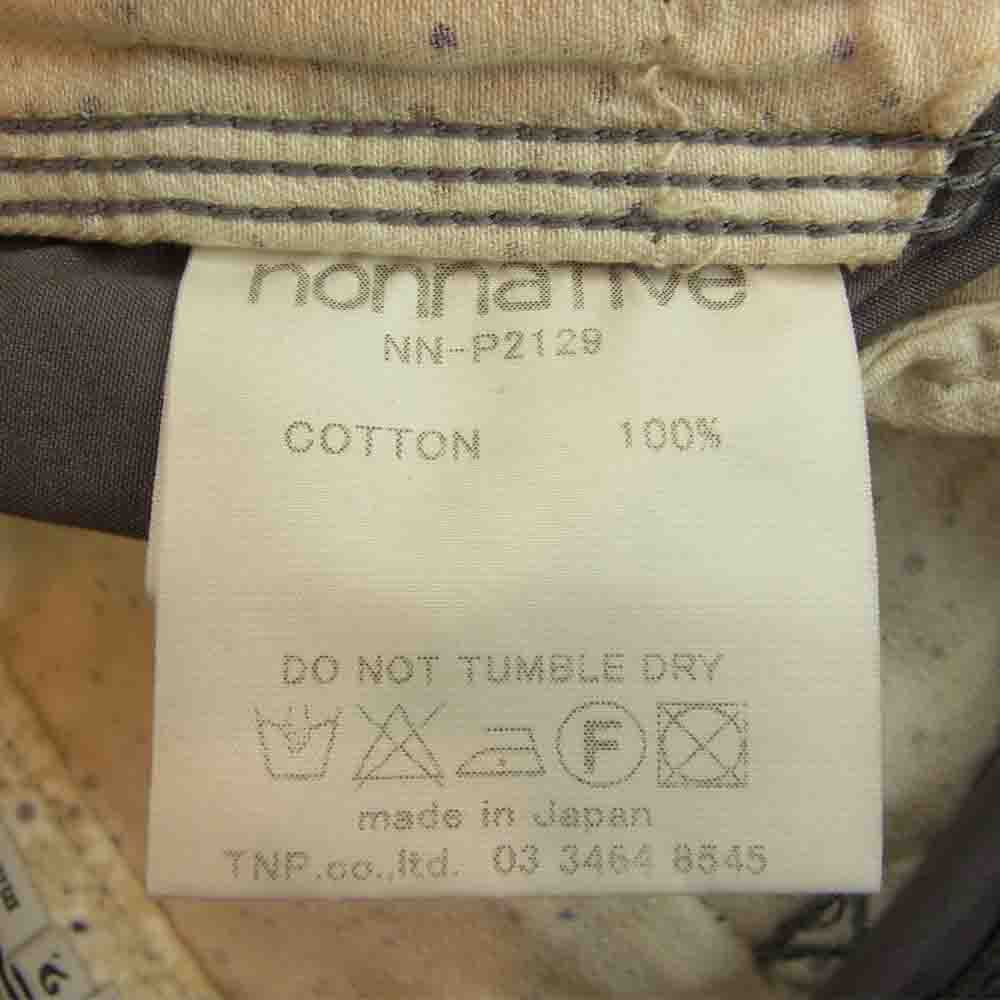 nonnative
NN-P2129
COTTON 100%
DO NOT TUMBLE DRY
F
made in Japan
TNP.co.,ltd. 03 3464 8545